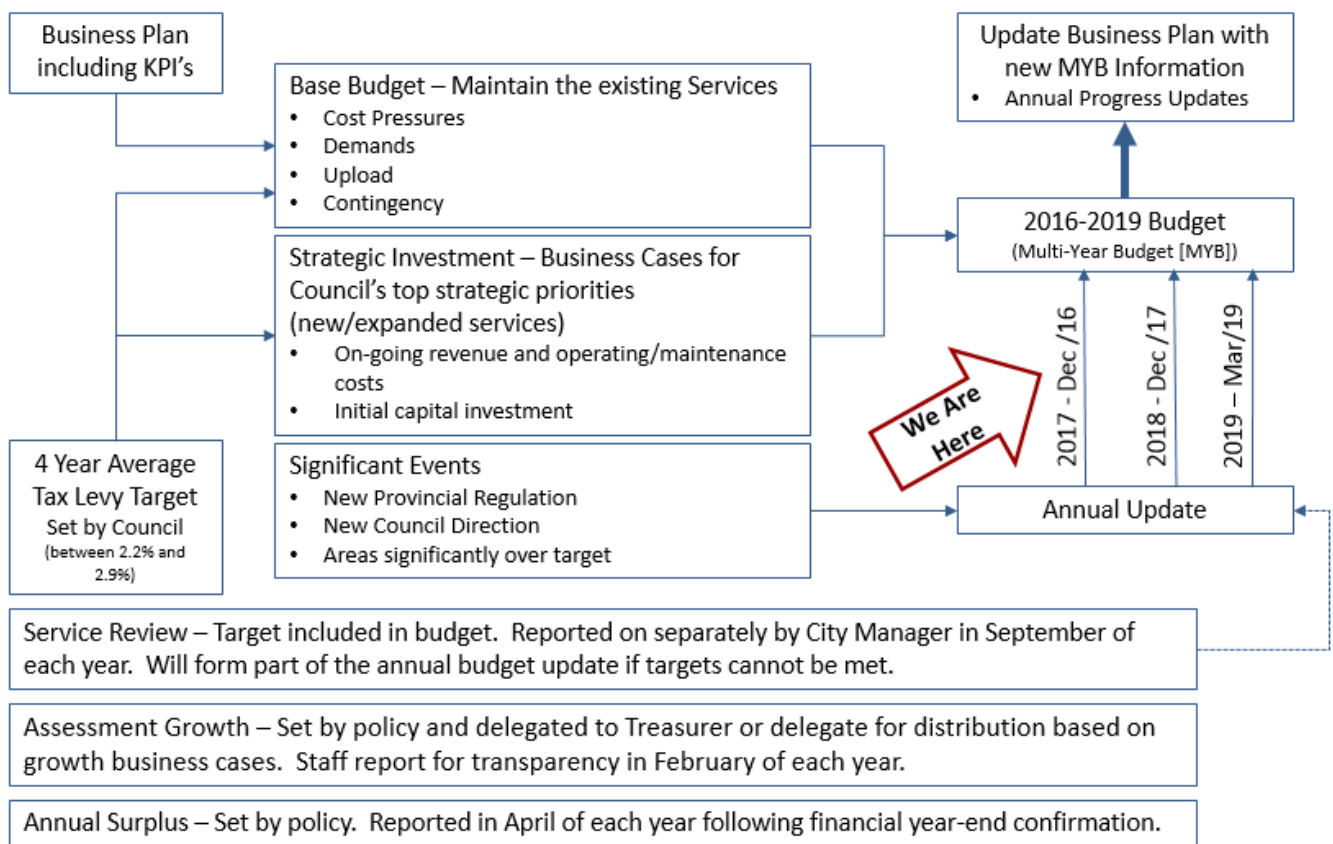 Business Plan
including KPI's
Base Budget – Maintain the existing Services
• Cost Pressures
• Demands
• Upload
• Contingency
Strategic Investment – Business Cases for
Council's top strategic priorities
(new/expanded services)
• On-going revenue and operating/maintenance
costs
• Initial capital investment
4 Year Average
Tax Levy Target
Set by Council
(between 2.2% and
2.9%)
Significant Events
• New Provincial Regulation
• New Council Direction
• Areas significantly over target
Update Business Plan with
new MYB Information
• Annual Progress Updates
2016-2019 Budget
(Multi-Year Budget [MYB])
We Are
Here
2017 - Dec /16
2018 - Dec /17
2019 – Mar/19
Annual Update
Service Review – Target included in budget.  Reported on separately by City Manager in September of
each year.  Will form part of the annual budget update if targets cannot be met.
Assessment Growth – Set by policy and delegated to Treasurer or delegate for distribution based on
growth business cases.  Staff report for transparency in February of each year.
Annual Surplus – Set by policy.  Reported in April of each year following financial year-end confirmation.